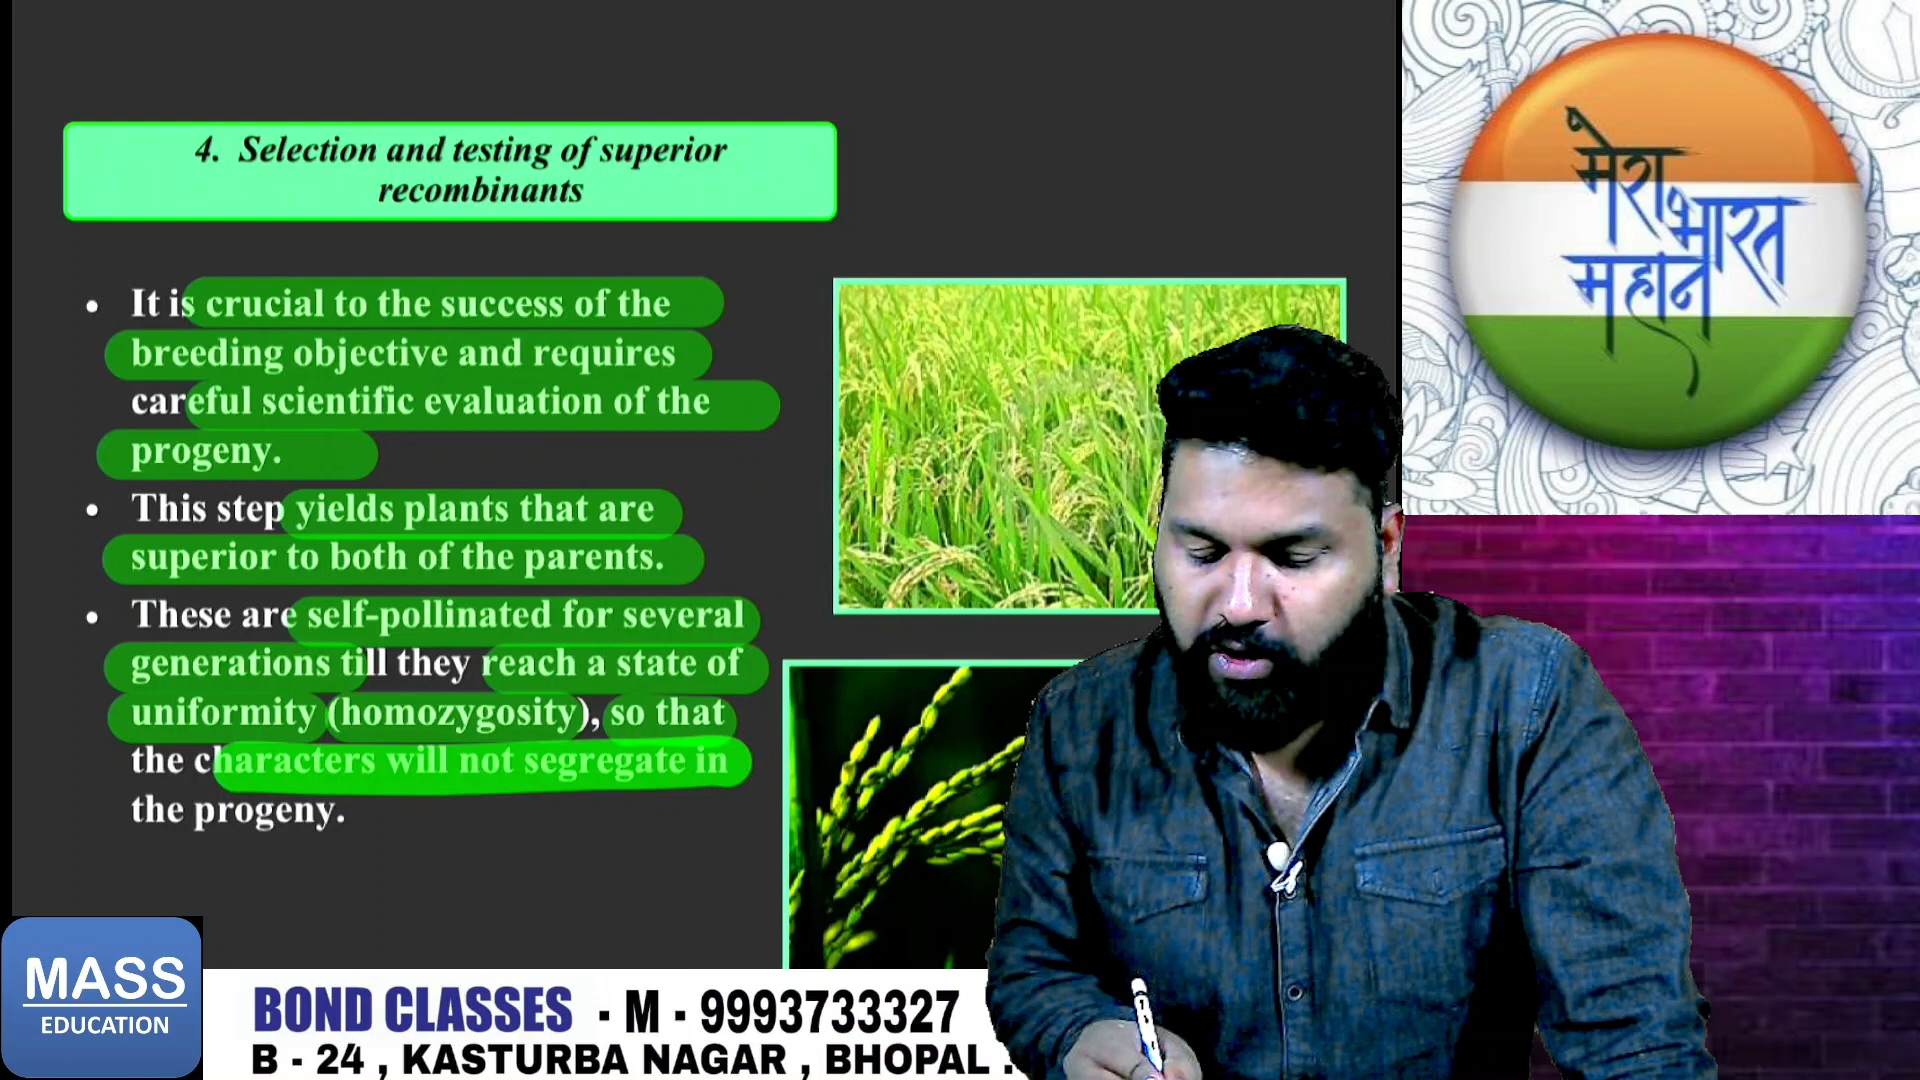 4. Selection and testing of superior
recombinants
• It is crucial to the success of the
breeding objective and requires
careful scientific evaluation of the
progeny.
• This step yields plants that are
superior to both of the parents.
• These are self-pollinated for several
generations till they reach a state of
uniformity (homozygosity), so that
the characters will not segregate in
the progeny.
मेरा
भारत
महान
MASS
EDUCATION
BOND CLASSES - M - 9993733327
B - 24 , KASTURBA NAGAR , BHOPAL .